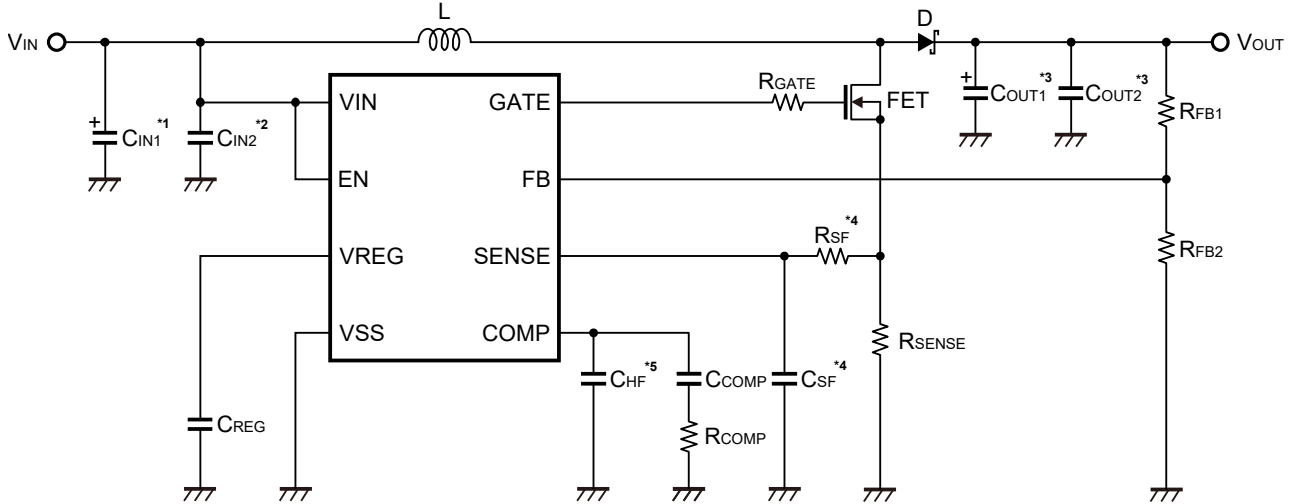 L
D
VIN
VOUT
VIN
GATE
RGATE
FET
+
COUT1*3
COUT2*3
RFB1
+
CIN1*1
CIN2*2
EN
FB
VREG
SENSE
RSF*4
RFB2
VSS
COMP
RSENSE
CHF*5
CCOMP
CSF*4
CREG
RCOMP